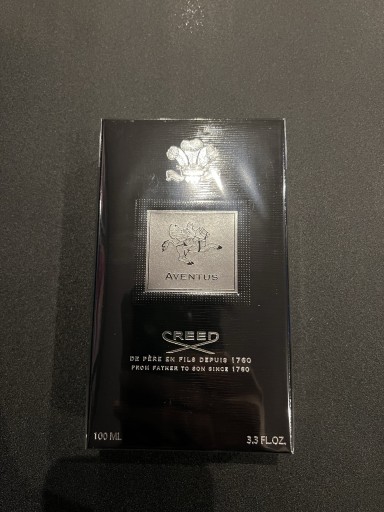 AVENTUS
CREED
DE PÈRE EN FILS DEPUIS 1760
FROM FATHER TO SON SINCE 1760
100 ML 3.3 FL.OZ.